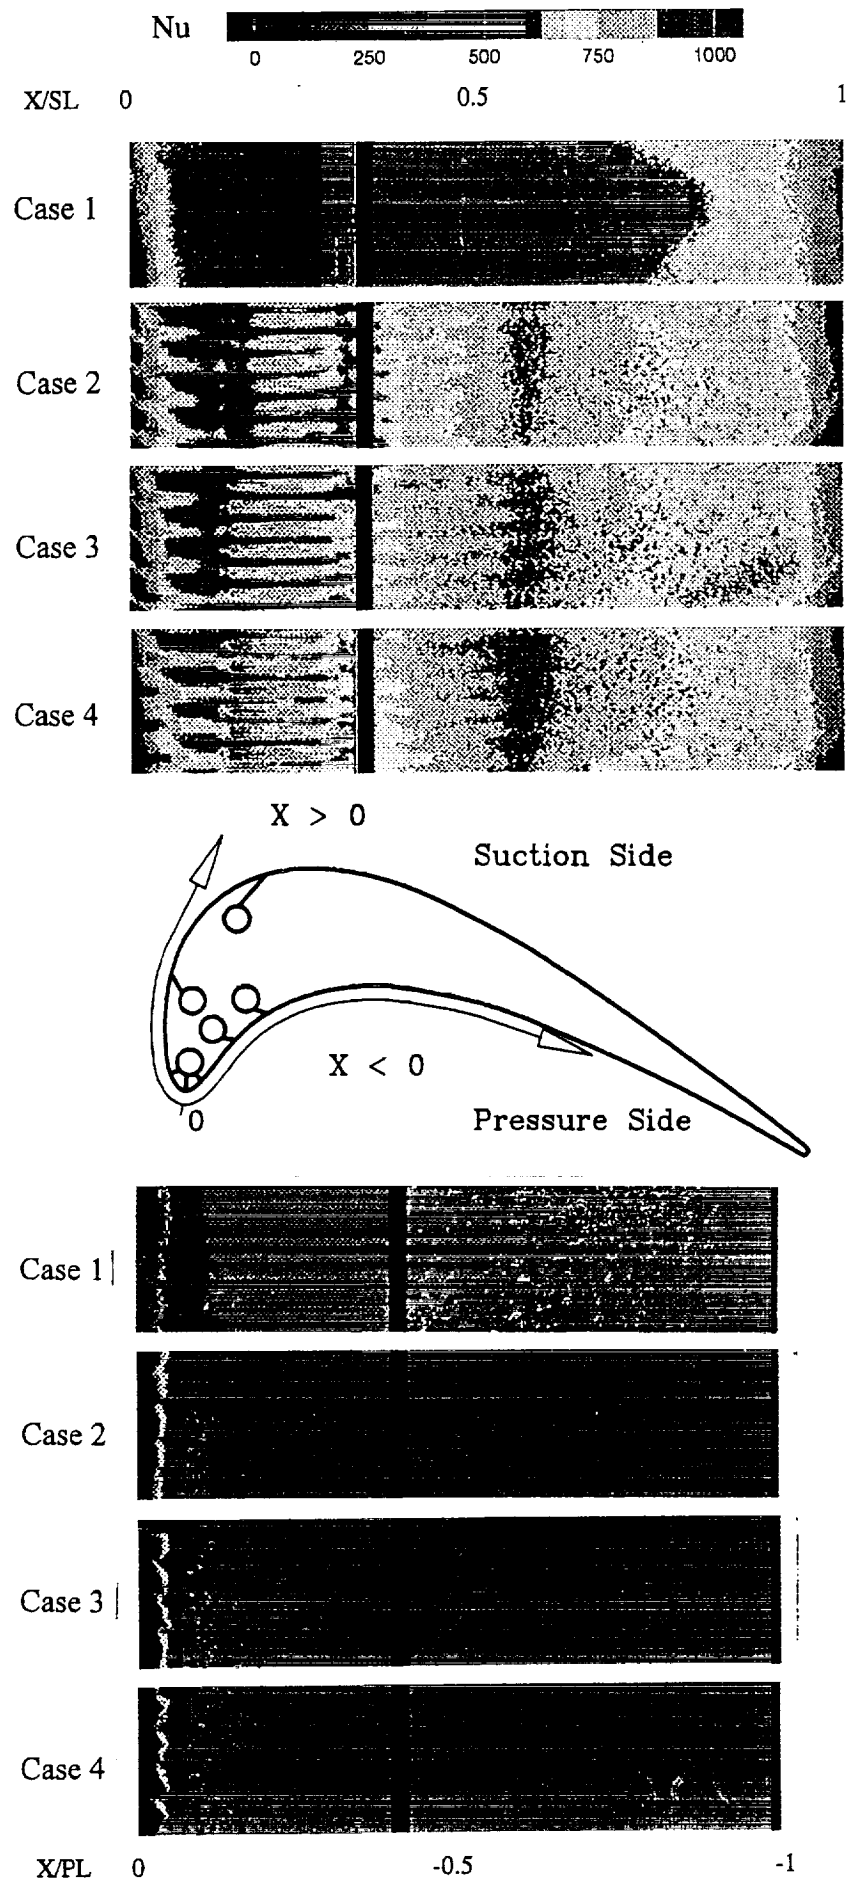 Nu
0 250 500 750 1000
X/SL 0 0.5 1
Case 1
Case 2
Case 3
Case 4
X > 0
Suction Side
X < 0
0
Pressure Side
Case 1
Case 2
Case 3
Case 4
X/PL 0 -0.5 -1